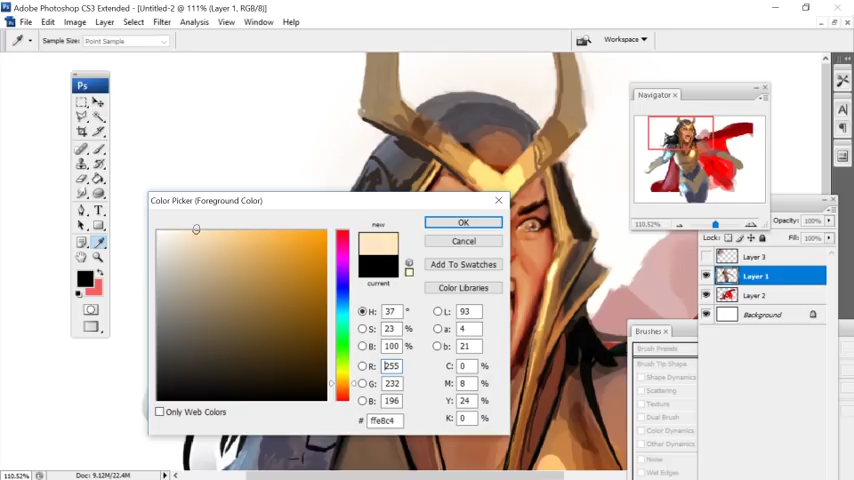 Ps Adobe Photoshop CS3 Extended - [Untitled-2 @ 111% (Layer 1, RGB/8)]
File Edit Image Layer Select Filter Analysis View Window Help
Sample Size: Point Sample
Workspace
Ps
Navigator
110.52%
Color Picker (Foreground Color)
new
current
OK
Cancel
Add To Swatches
Color Libraries
H: 37 °
S: 23 %
B: 100 %
R: 255
G: 232
B: 196
# ffe8c4
L: 93
a: 4
b: 21
C: 0 %
M: 8 %
Y: 24 %
K: 0 %
Only Web Colors
Opacity: 100%
Lock: Fill: 100%
Layer 3
Layer 1
Layer 2
Background
Brushes
Brush Presets
Brush Tip Shape
Shape Dynamics
Scattering
Texture
Dual Brush
Color Dynamics
Other Dynamics
Noise
Wet Edges
110.52% Doc: 9.12M/22.4M